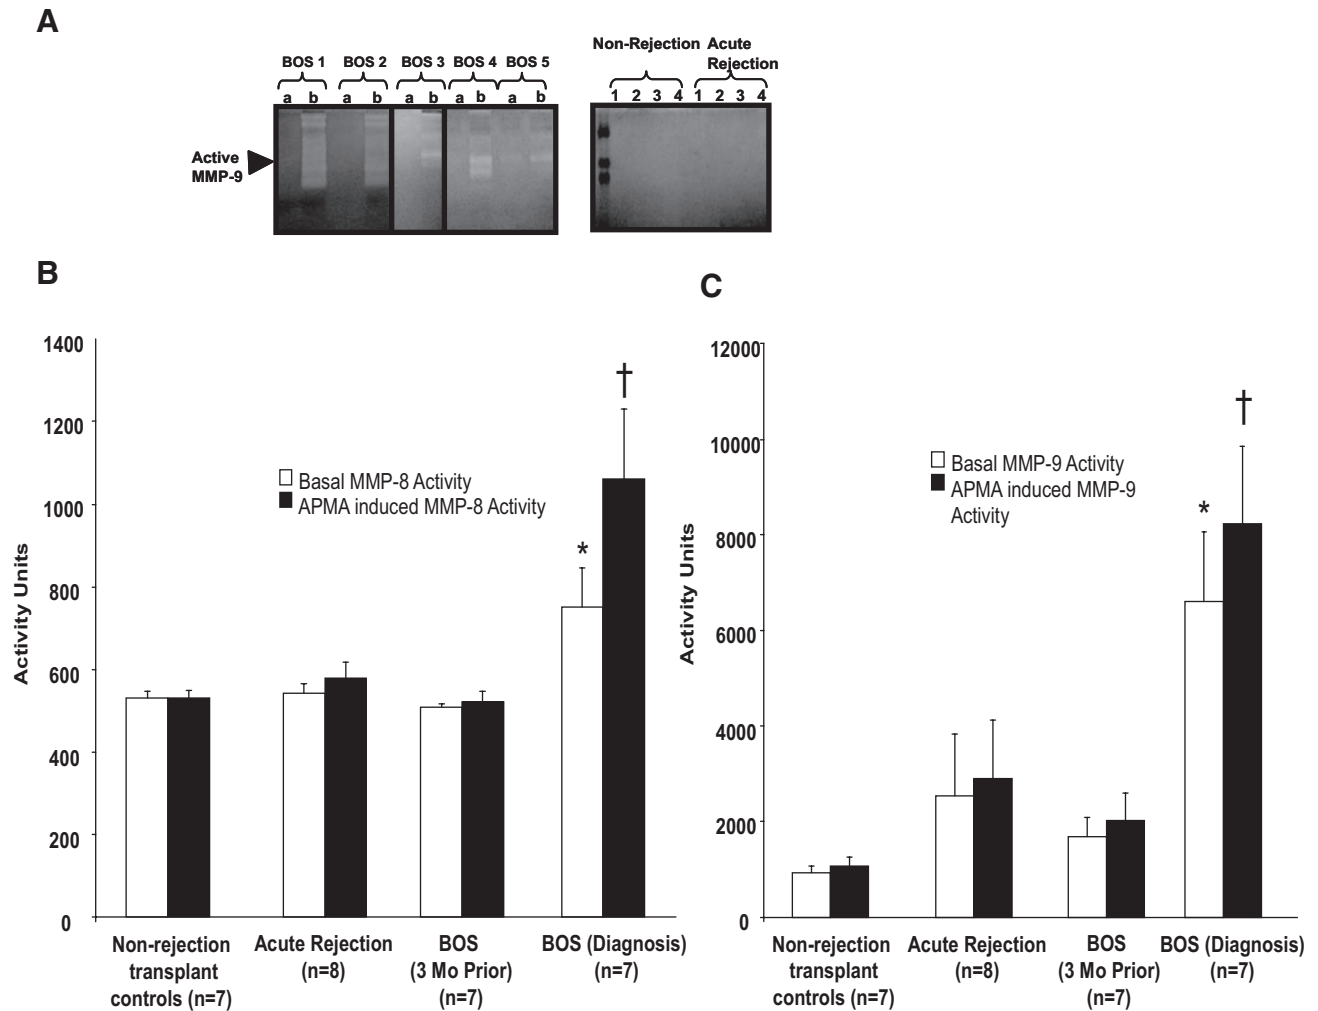 A
BOS 1 BOS 2 BOS 3 BOS 4 BOS 5
a b a b a b a b a b
Active
MMP-9
Non-Rejection Acute
Rejection
1 2 3 4 1 2 3 4
B
1400
1200
1000
800
600
400
200
0
Activity Units
Basal MMP-8 Activity
APMA induced MMP-8 Activity
*
†
Non-rejection
transplant
controls (n=7)
Acute Rejection
(n=8)
BOS
(3 Mo Prior)
(n=7)
BOS (Diagnosis)
(n=7)
C
12000
10000
8000
6000
4000
2000
0
Activity Units
Basal MMP-9 Activity
APMA induced MMP-9
Activity
*
†
Non-rejection
transplant
controls (n=7)
Acute Rejection
(n=8)
BOS
(3 Mo Prior)
(n=7)
BOS (Diagnosis)
(n=7)